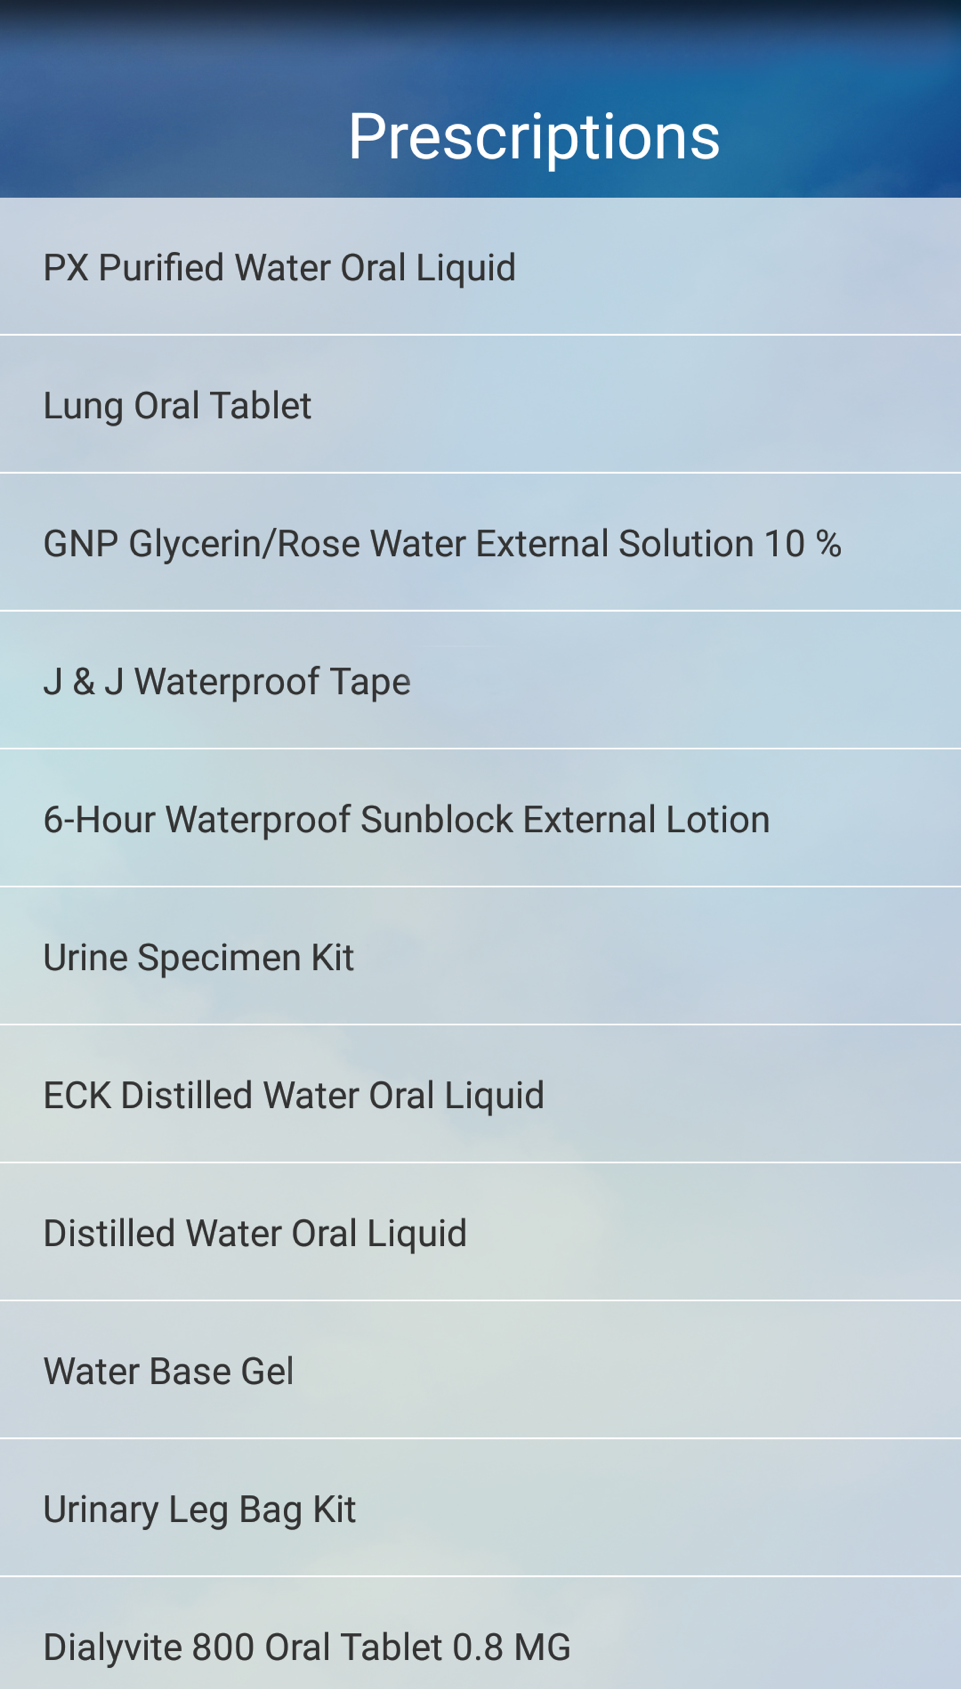 Prescriptions
PX Purified Water Oral Liquid
Lung Oral Tablet
GNP Glycerin/Rose Water External Solution 10 %
J & J Waterproof Tape
6-Hour Waterproof Sunblock External Lotion
Urine Specimen Kit
ECK Distilled Water Oral Liquid
Distilled Water Oral Liquid
Water Base Gel
Urinary Leg Bag Kit
Dialyvite 800 Oral Tablet 0.8 MG